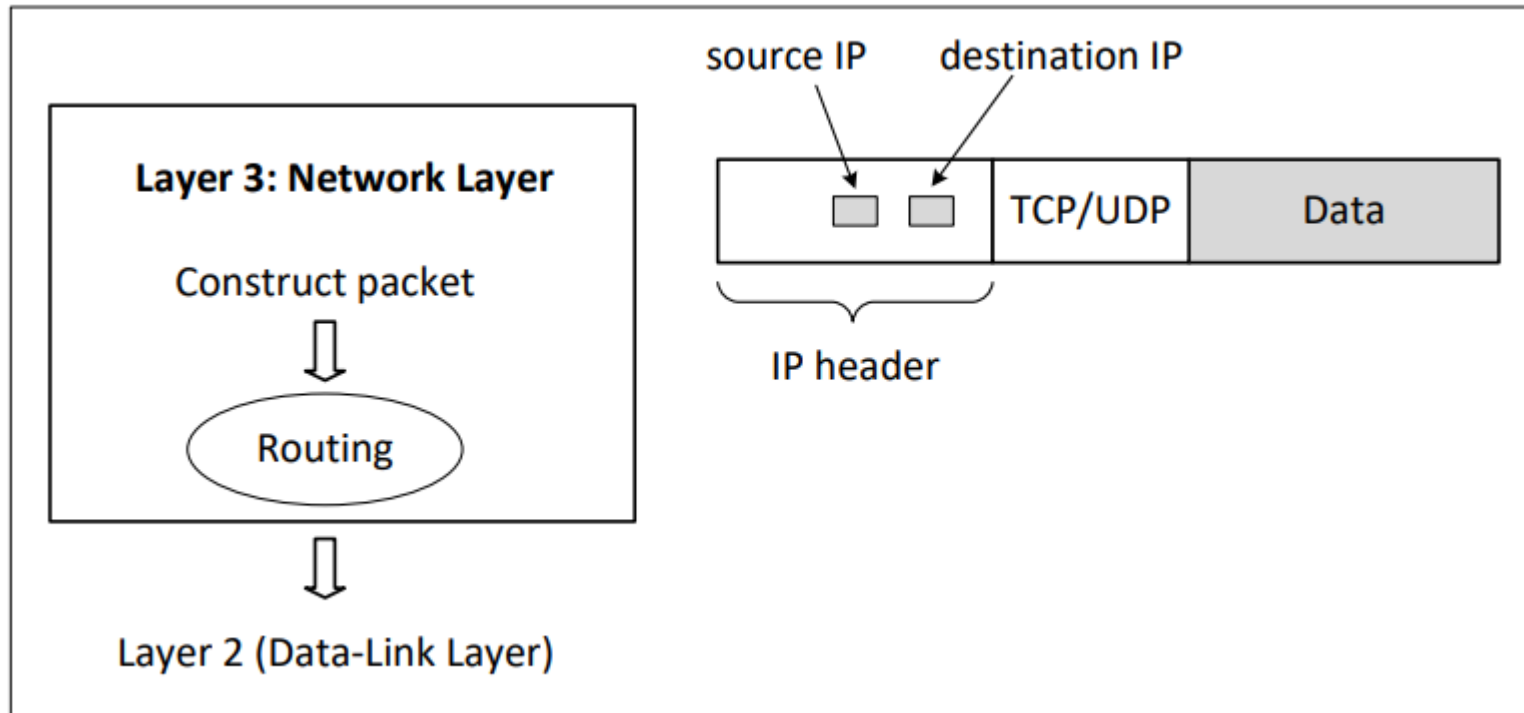 source IP destination IP
Layer 3: Network Layer
Construct packet
Routing
Layer 2 (Data-Link Layer)
TCP/UDP Data
IP header